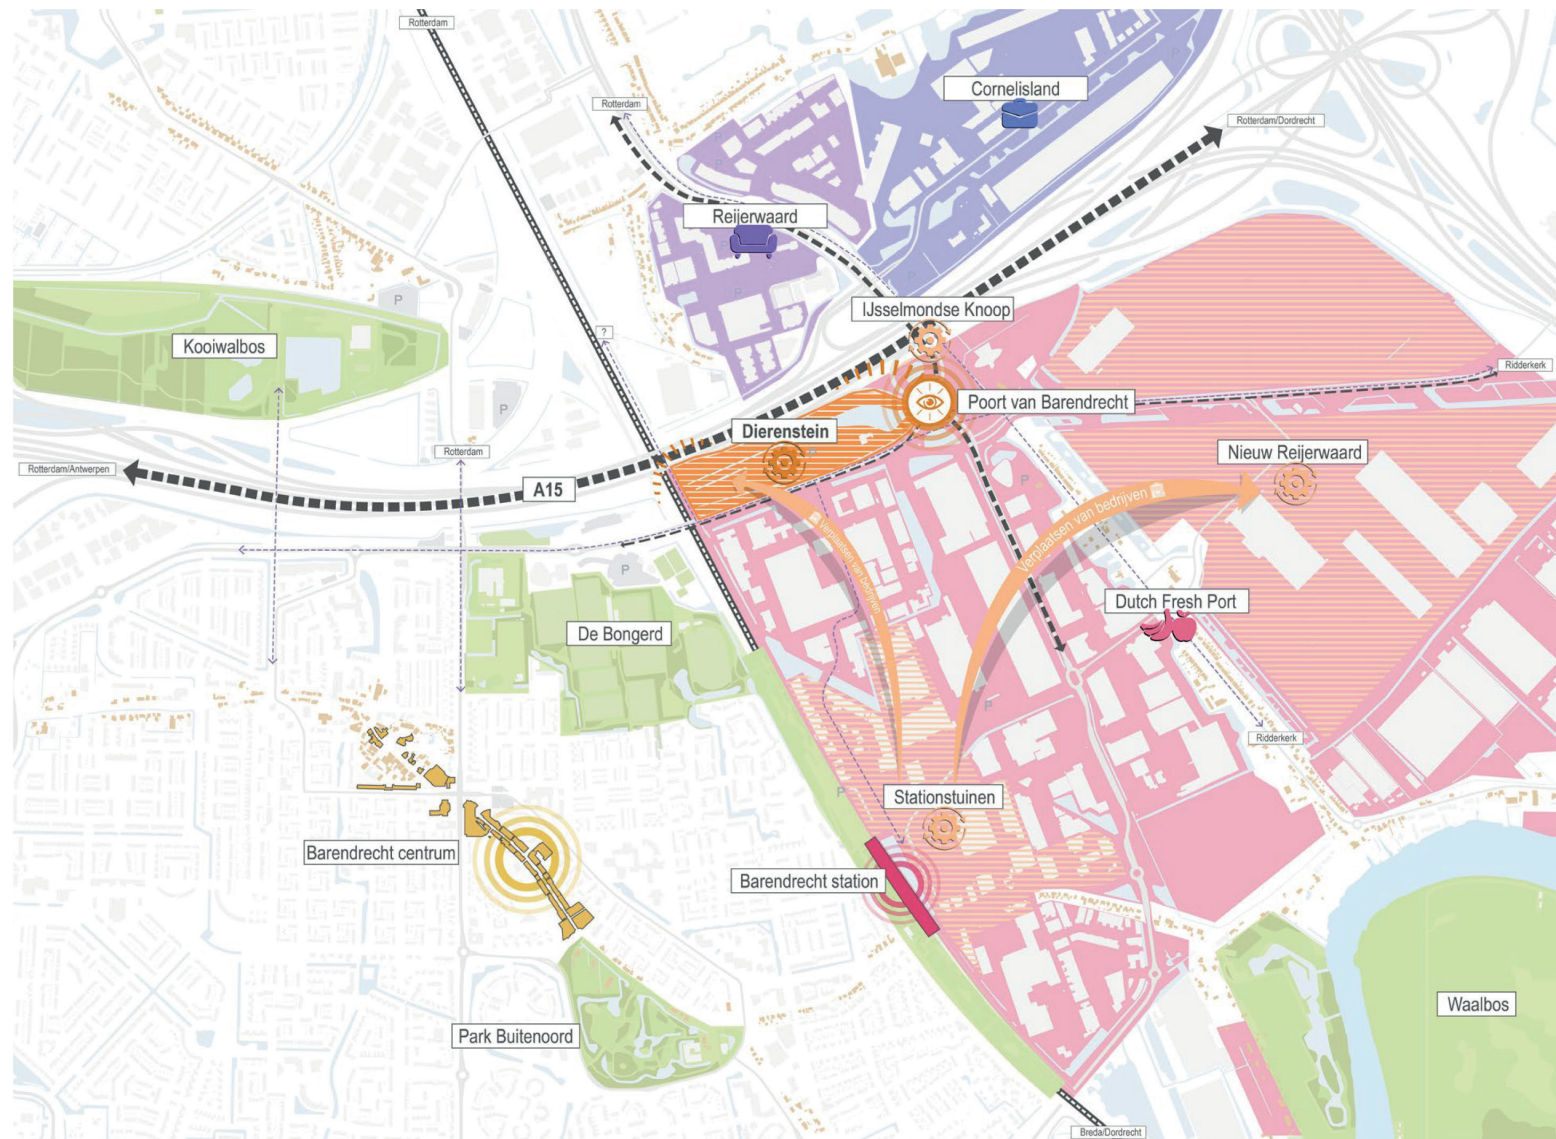 Rotterdam
Cornelisland
Rotterdam
Rotterdam/Dordrecht
P
P
Reijerwaard
P
P
P
P
IJsselmondse Knoop
Kooiwalbos
?
Ridderkerk
Poort van Barendrecht
P
Dierenstein
Rotterdam
Nieuw Reijerwaard
Rotterdam/Antwerpen
A15
P
Verplaatsen van bedrijven
Verplaatsen van bedrijven
P
Dutch Fresh Port
De Bongerd
P
Ridderkerk
P
Stationstuinen
Barendrecht centrum
Barendrecht station
Waalbos
Park Buitenoord
Breda/Dordrecht